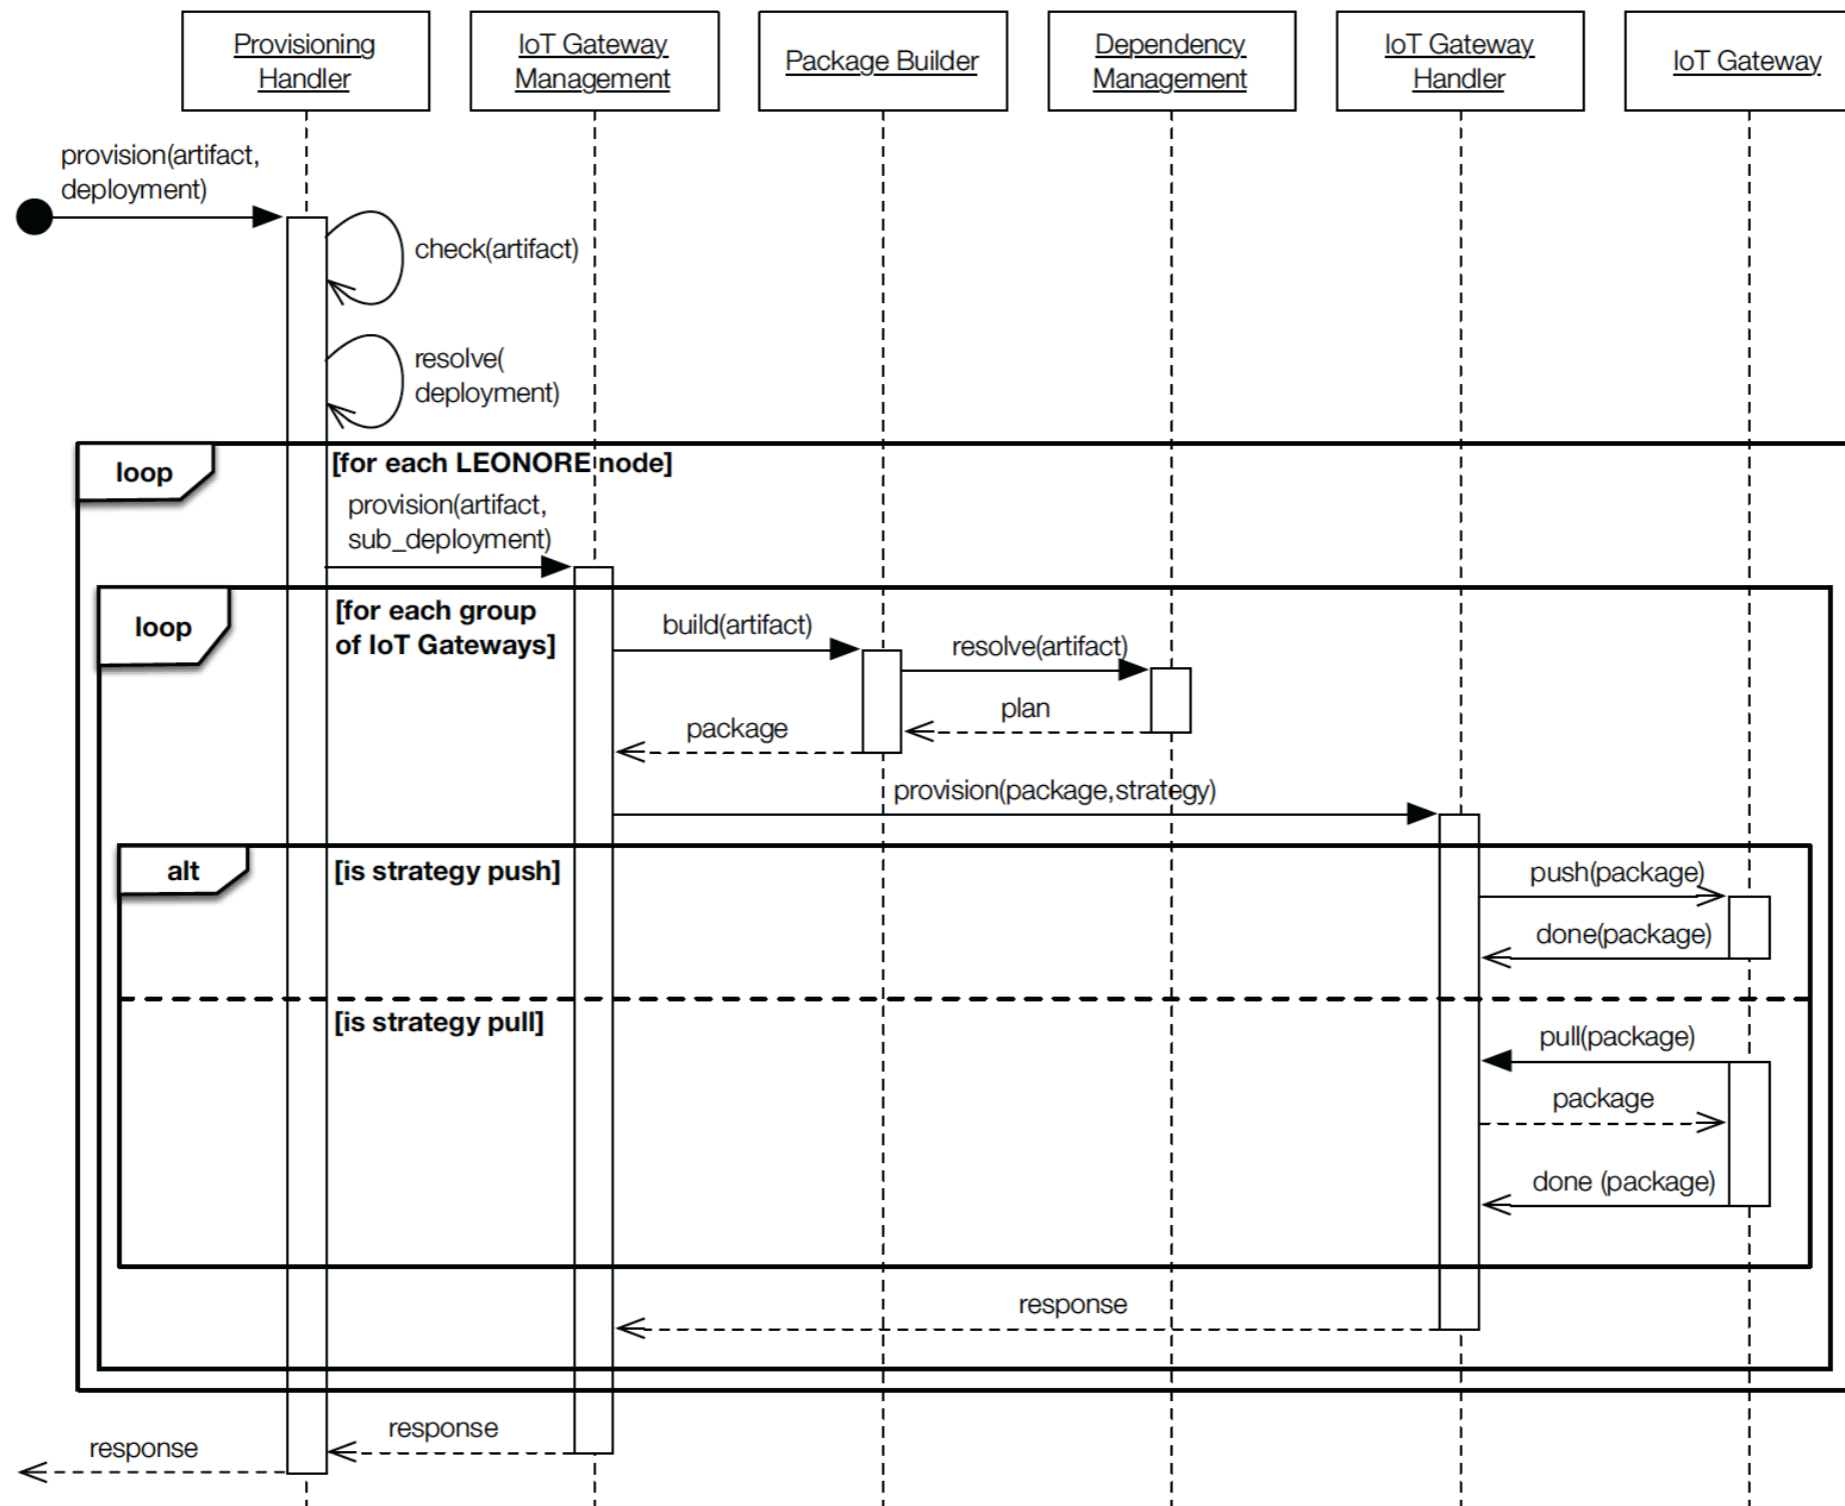 Provisioning
Handler
IoT Gateway
Management
Package Builder
Dependency
Management
IoT Gateway
Handler
IoT Gateway
provision(artifact,
deployment)
check(artifact)
resolve(
deployment)
loop
[for each LEONORE node]
provision(artifact,
sub_deployment)
loop
[for each group
of IoT Gateways]
build(artifact)
resolve(artifact)
plan
package
provision(package,strategy)
alt
[is strategy push]
push(package)
done(package)
[is strategy pull]
pull(package)
package
done (package)
response
response
response